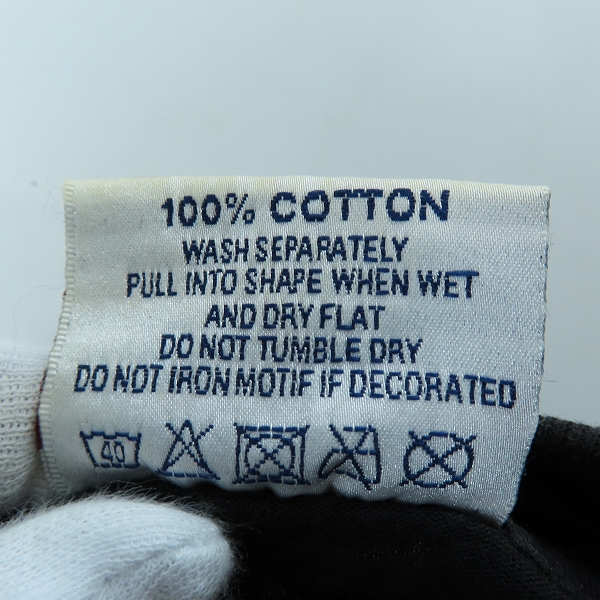 100% COTTON
WASH SEPARATELY
PULL INTO SHAPE WHEN WET
AND DRY FLAT
DO NOT TUMBLE DRY
DO NOT IRON MOTIF IF DECORATED
40